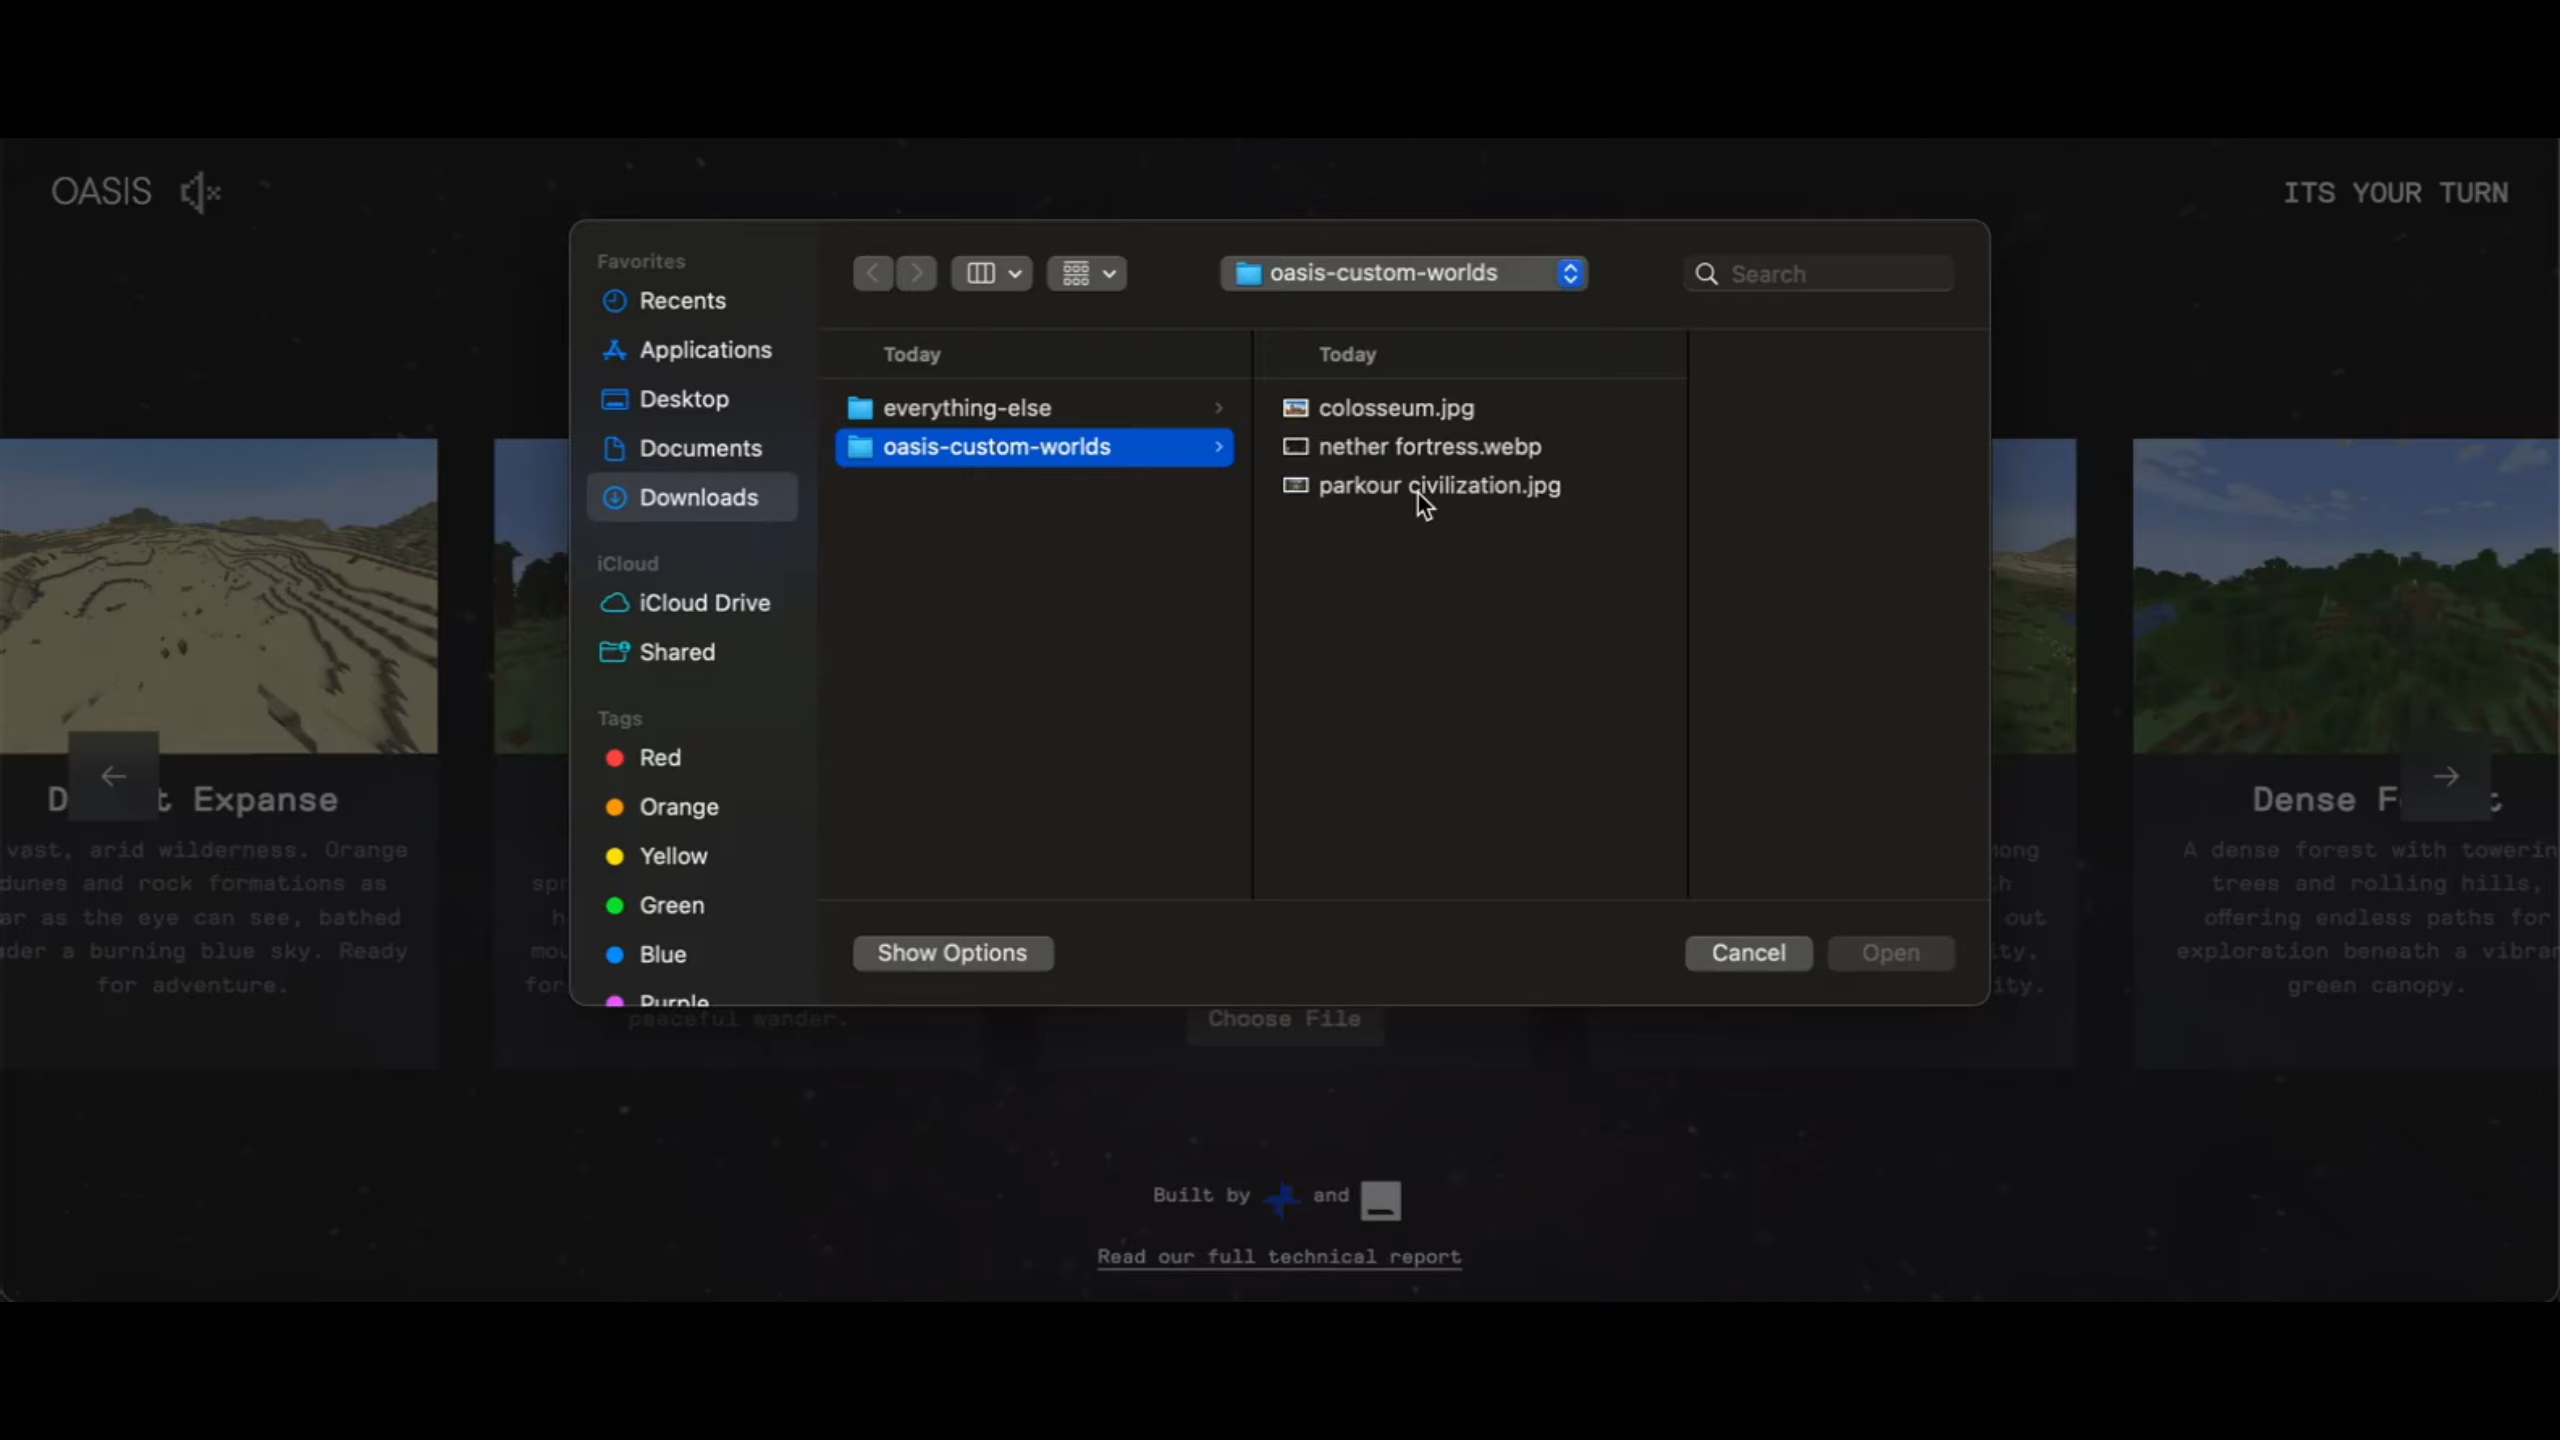 OASIS
ITS YOUR TURN
Favorites
Recents
Applications
Desktop
Documents
Downloads
iCloud
iCloud Drive
Shared
Tags
Red
Orange
Yellow
Green
Blue
Purple
oasis-custom-worlds
Search
Today
everything-else
oasis-custom-worlds
Today
colosseum.jpg
nether fortress.webp
parkour civilization.jpg
Show Options
Cancel
Open
Expanse
vast, arid wilderness. Orange
dunes and rock formations as
as the eye can see, bathed
a burning blue sky. Ready
for adventure.
peaceful wander.
Choose File
out
Dense
A dense forest with
trees and rolling hills,
offering endless paths for
exploration beneath a
green canopy.
Built by and
Read our full technical report